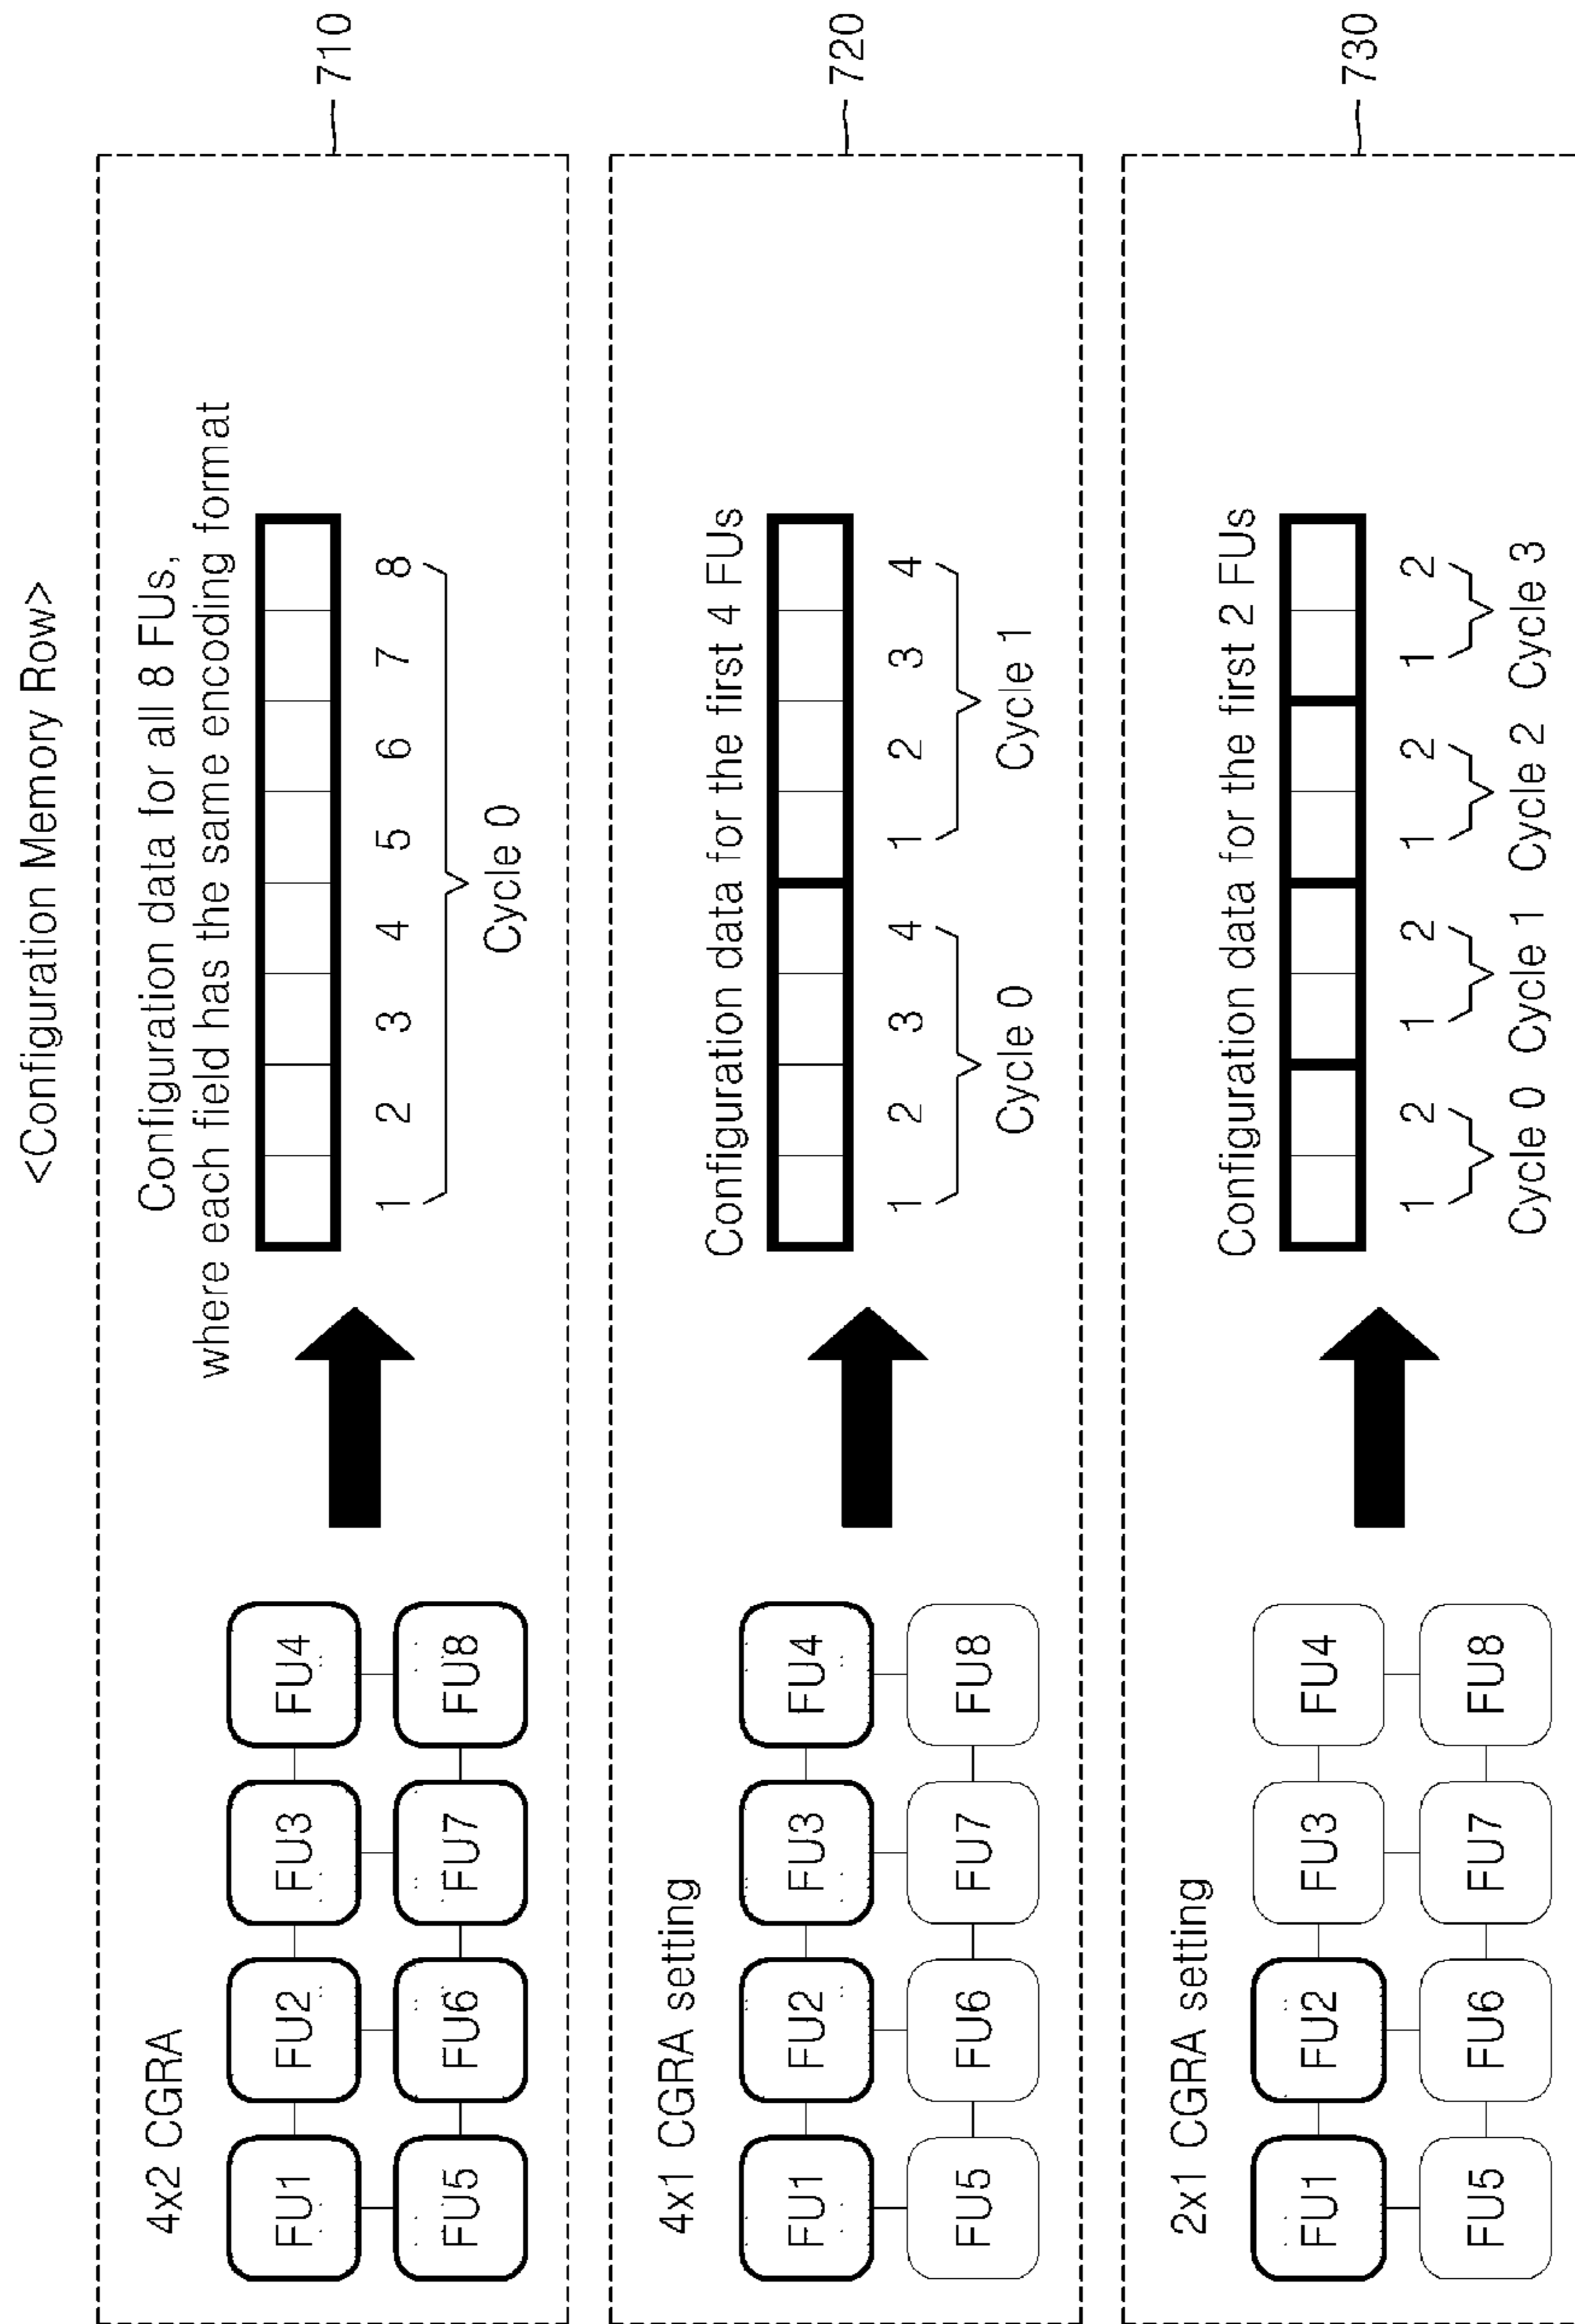 <Configuration Memory Row>
4x2 CGRA
FU1 FU2 FU3 FU4
FU5 FU6 FU7 FU8
Configuration data for all 8 FUs,
where each field has the same encoding format
1 2 3 4 5 6 7 8
Cycle 0
710
4x1 CGRA setting
FU1 FU2 FU3 FU4
FU5 FU6 FU7 FU8
Configuration data for the first 4 FUs
1 2 3 4 1 2 3 4
Cycle 0 Cycle 1
720
2x1 CGRA setting
FU1 FU2 FU3 FU4
FU5 FU6 FU7 FU8
Configuration data for the first 2 FUs
1 2 1 2 1 2 1 2
Cycle 0 Cycle 1 Cycle 2 Cycle 3
730